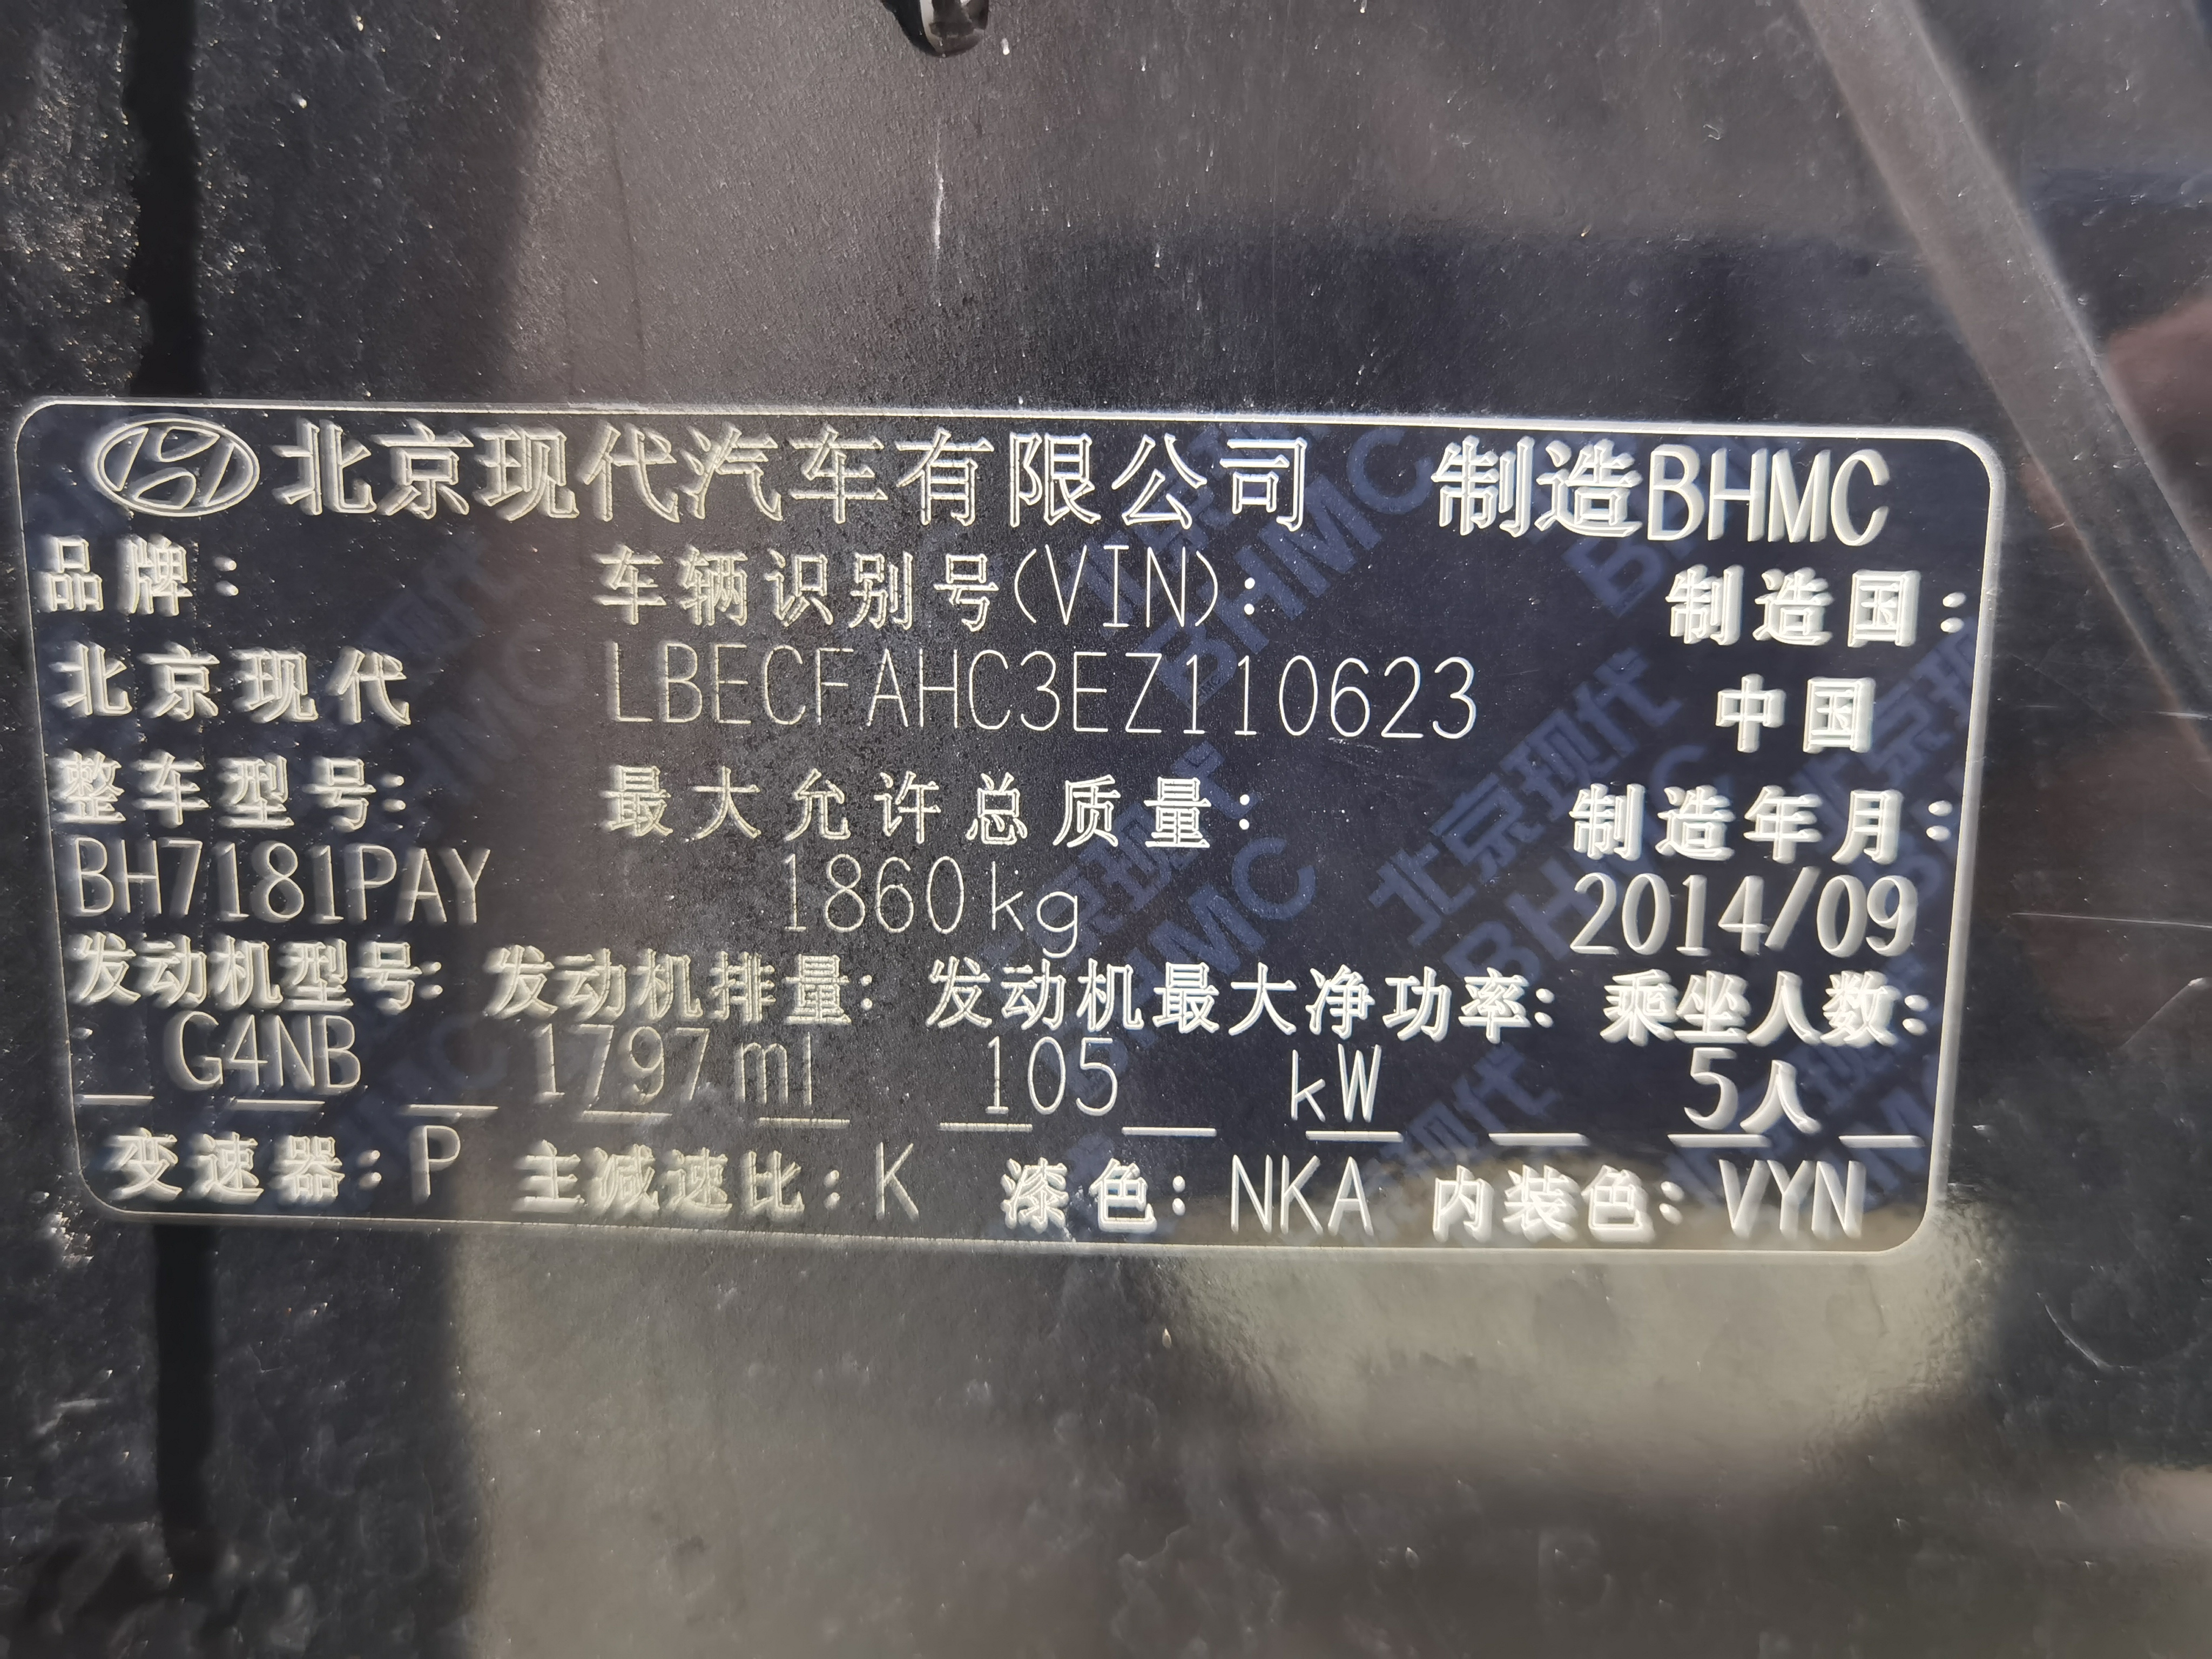 北京现代汽车有限公司 制造BHMC
品牌: 车辆识别号(VIN): 制造国:
北京现代 LBECFAHC3EZ110623 中国
整车型号: 最大允许总质量: 制造年月:
BH7181PAY 1860kg 2014/09
发动机型号: 发动机排量: 发动机最大净功率: 乘坐人数:
G4NB 1797ml 105 kW 5人
变速器: P 主减速比: K 漆色: NKA 内装色: VYN